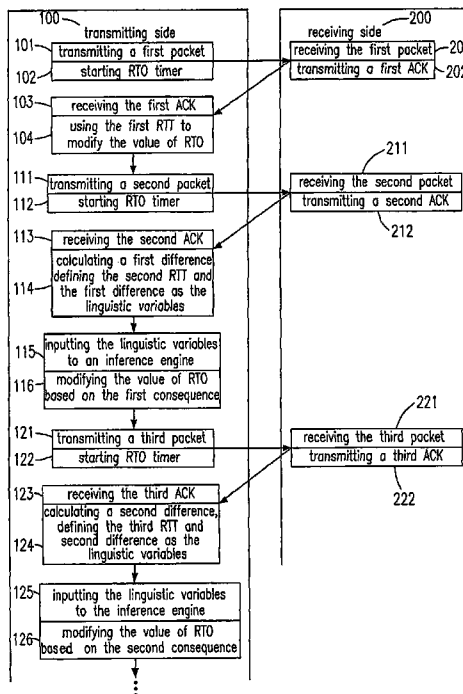 100
transmitting side
200
receiving side
101
transmitting a first packet
102
starting RTO timer
receiving the first packet
20
transmitting a first ACK
202
103
receiving the first ACK
104
using the first RTT to
modify the value of RTO
111
transmitting a second packet
112
starting RTO timer
211
receiving the second packet
transmitting a second ACK
212
113
receiving the second ACK
114
calculating a first difference
defining the second RTT and
the first difference as the
linguistic variables
115
inputting the linguistic variables
to an inference engine
116
modifying the value of RTO
based on the first consequence
121
transmitting a third packet
122
starting RTO timer
221
receiving the third packet
transmitting a third ACK
222
123
receiving the third ACK
124
calculating a second difference,
defining the third RTT and
second difference as the
linguistic variables
125
inputting the linguistic variables
to the inference engine
126
modifying the value of RTO
based on the second consequence